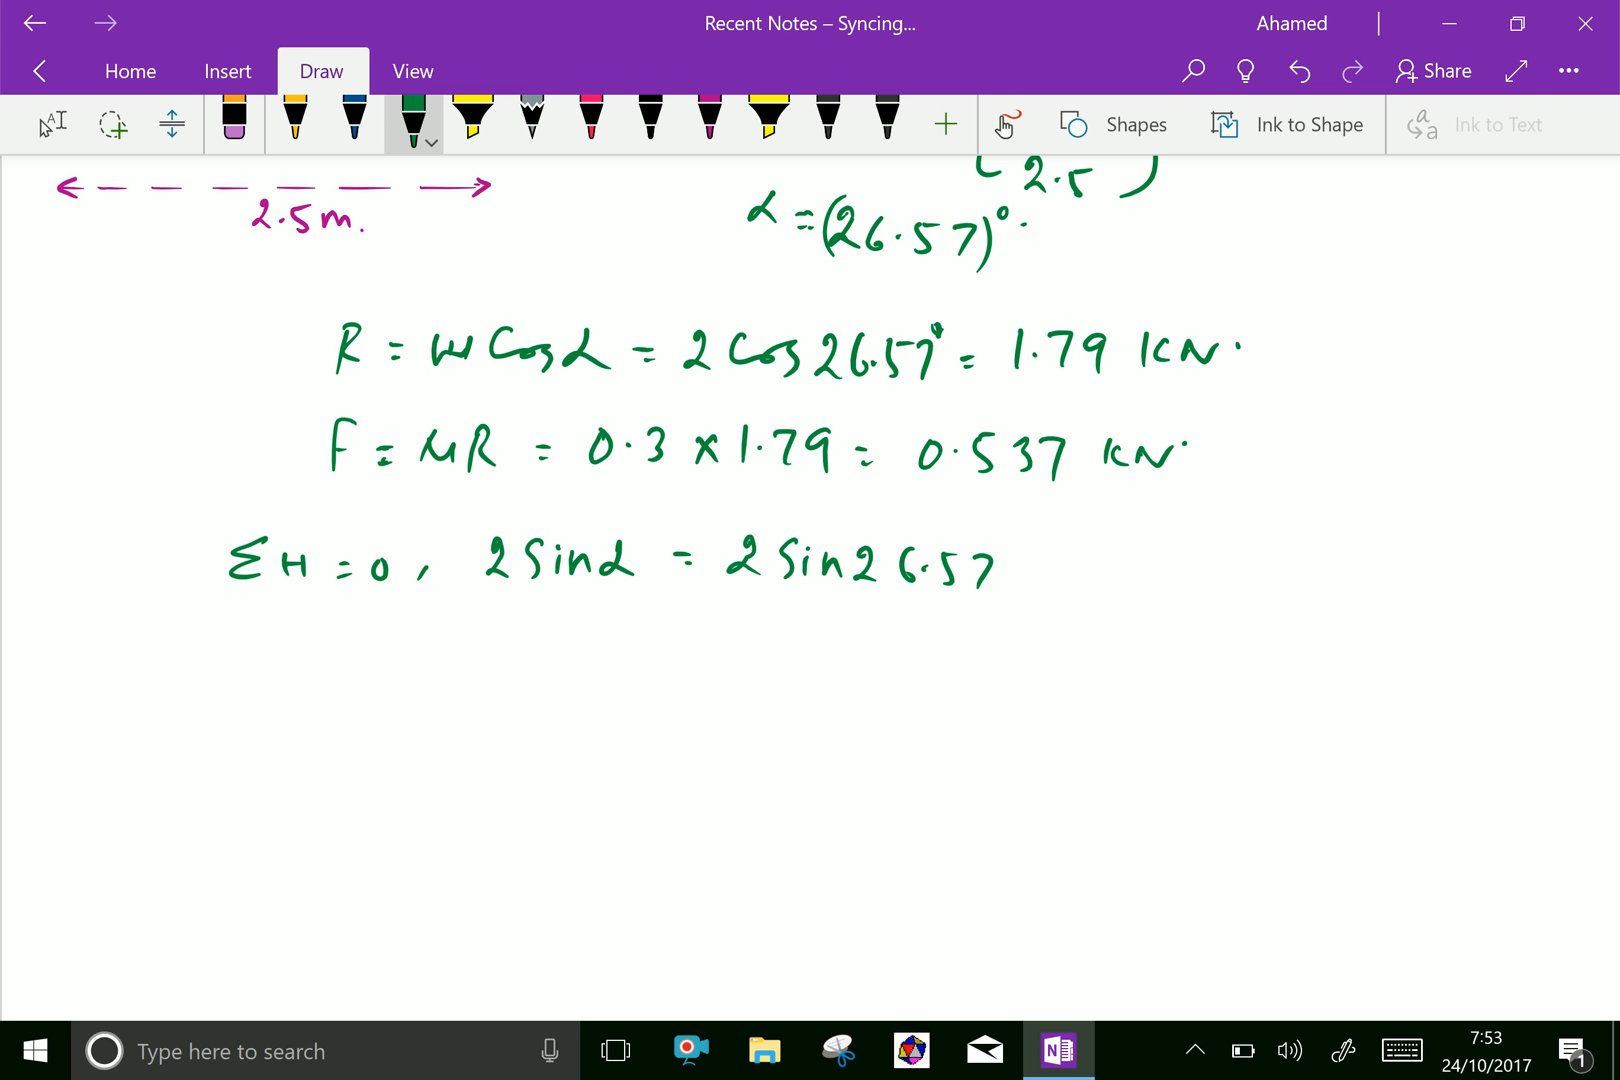 Recent Notes – Syncing...
Ahamed
Home Insert Draw View
Share
Shapes
Ink to Shape
Ink to Text
(2.5)
2.5m.
α = (26.57)°.
R = w Cos α = 2 Cos 26.57° = 1.79 KN.
F = μR = 0.3 × 1.79 = 0.537 KN.
ΣH = 0, 2 Sin α = 2 Sin 26.57
Type here to search
N
7:53
24/10/2017
1